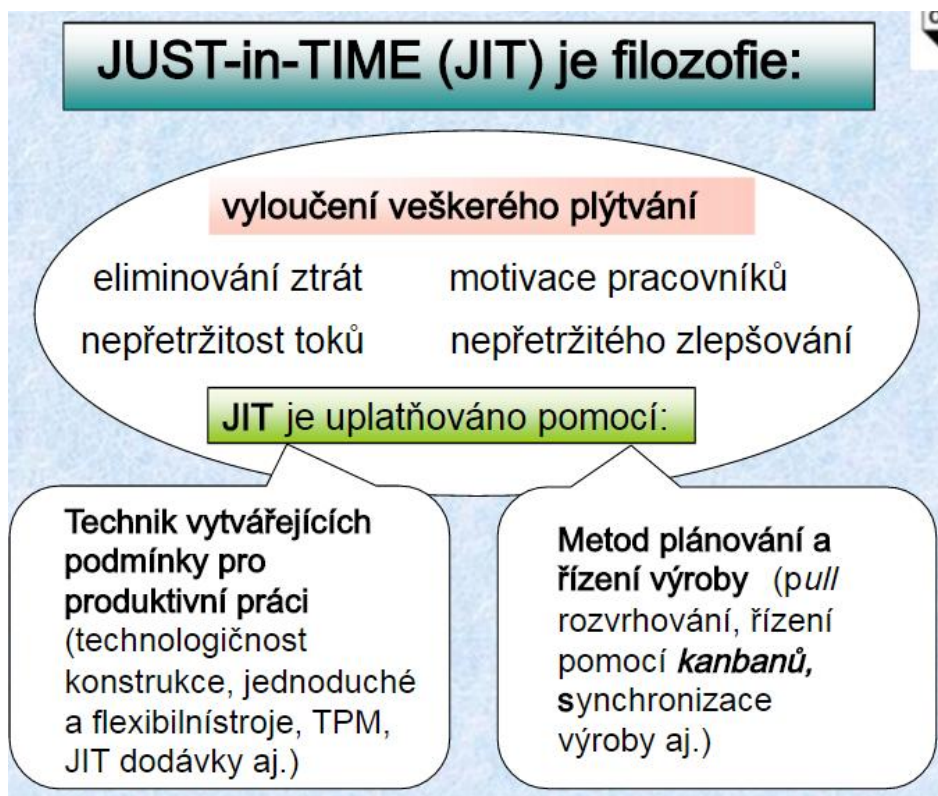 JUST-in-TIME (JIT) je filozofie:
vyloučení veškerého plýtvání
eliminování ztrát
motivace pracovníků
nepřetržitost toků
nepřetržitého zlepšování
JIT je uplatňováno pomocí:
Technik vytvářejících
podmínky pro
produktivní práci
(technologičnost
konstrukce, jednoduché
a flexibilnístroje, TPM,
JIT dodávky aj.)
Metod plánování a
řízení výroby (pull
rozvrhování, řízení
pomocí kanbanů,
synchronizace
výroby aj.)